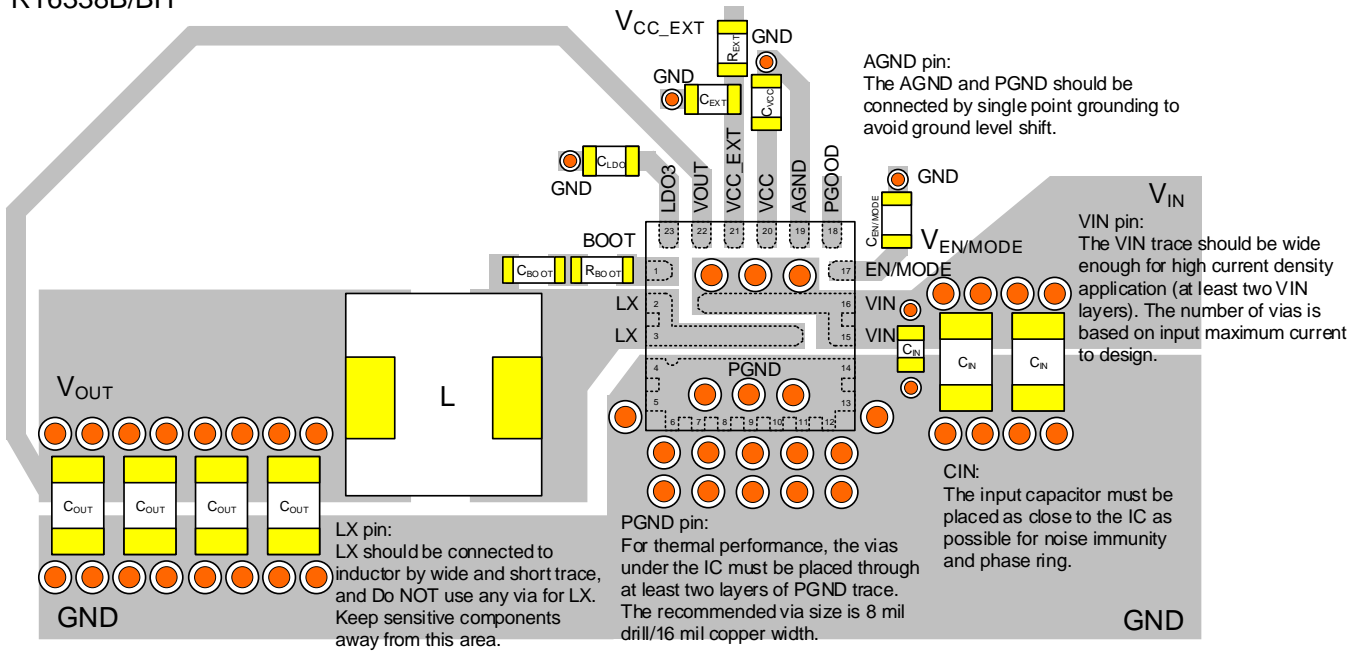 VCC_EXT
REXT
GND
GND
CEXT
CVCC
AGND pin:
The AGND and PGND should be
connected by single point grounding to
avoid ground level shift.
CLDO
GND
LDO3
VOUT
VCC_EXT
VCC
AGND
PGOOD
GND
CEN/MODE
VIN
23
22
21
20
19
18
BOOT
VEN/MODE
VIN pin:
The VIN trace should be wide
enough for high current density
application (at least two VIN
layers). The number of vias is
based on input maximum current
to design.
CBOOT
RBOOT
1
17
EN/MODE
LX
2
16
VIN
LX
3
15
VIN
CIN
CIN
CIN
4
PGND
14
5
13
6
7
8
9
10
11
12
VOUT
L
COUT
COUT
COUT
COUT
CIN:
The input capacitor must be
placed as close to the IC as
possible for noise immunity
and phase ring.
LX pin:
LX should be connected to
inductor by wide and short trace,
and Do NOT use any via for LX.
Keep sensitive components
away from this area.
PGND pin:
For thermal performance, the vias
under the IC must be placed through
at least two layers of PGND trace.
The recommended via size is 8 mil
drill/16 mil copper width.
GND
GND